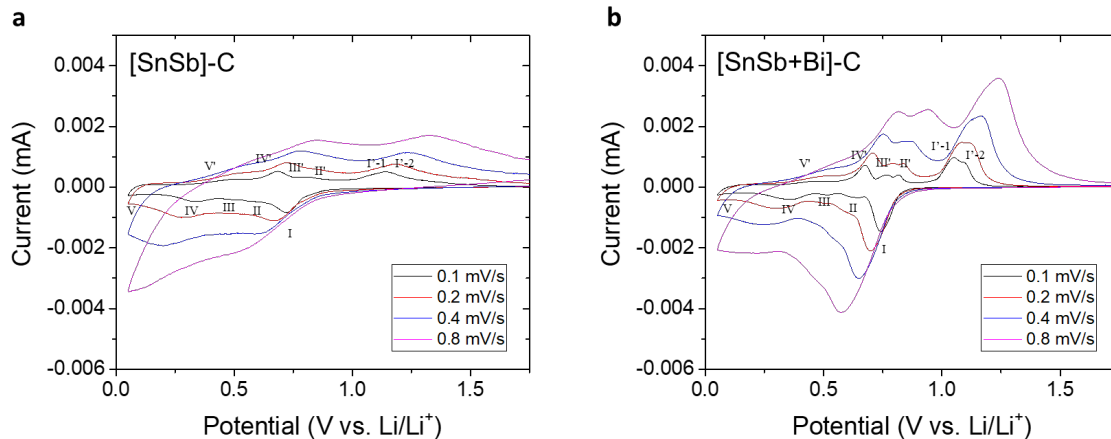 a
[SnSb]-C
0.004
0.002
0.000
-0.002
-0.004
-0.006
Current (mA)
V'
IV'
III'
II'
I'-1
I'-2
V
IV
III
II
I
0.1 mV/s
0.2 mV/s
0.4 mV/s
0.8 mV/s
0.0
0.5
1.0
1.5
Potential (V vs. Li/Li⁺)
b
[SnSb+Bi]-C
0.004
0.002
0.000
-0.002
-0.004
-0.006
Current (mA)
V'
IV'
III'
II'
I'-1
I'-2
V
IV
III
II
I
0.1 mV/s
0.2 mV/s
0.4 mV/s
0.8 mV/s
0.0
0.5
1.0
1.5
Potential (V vs. Li/Li⁺)